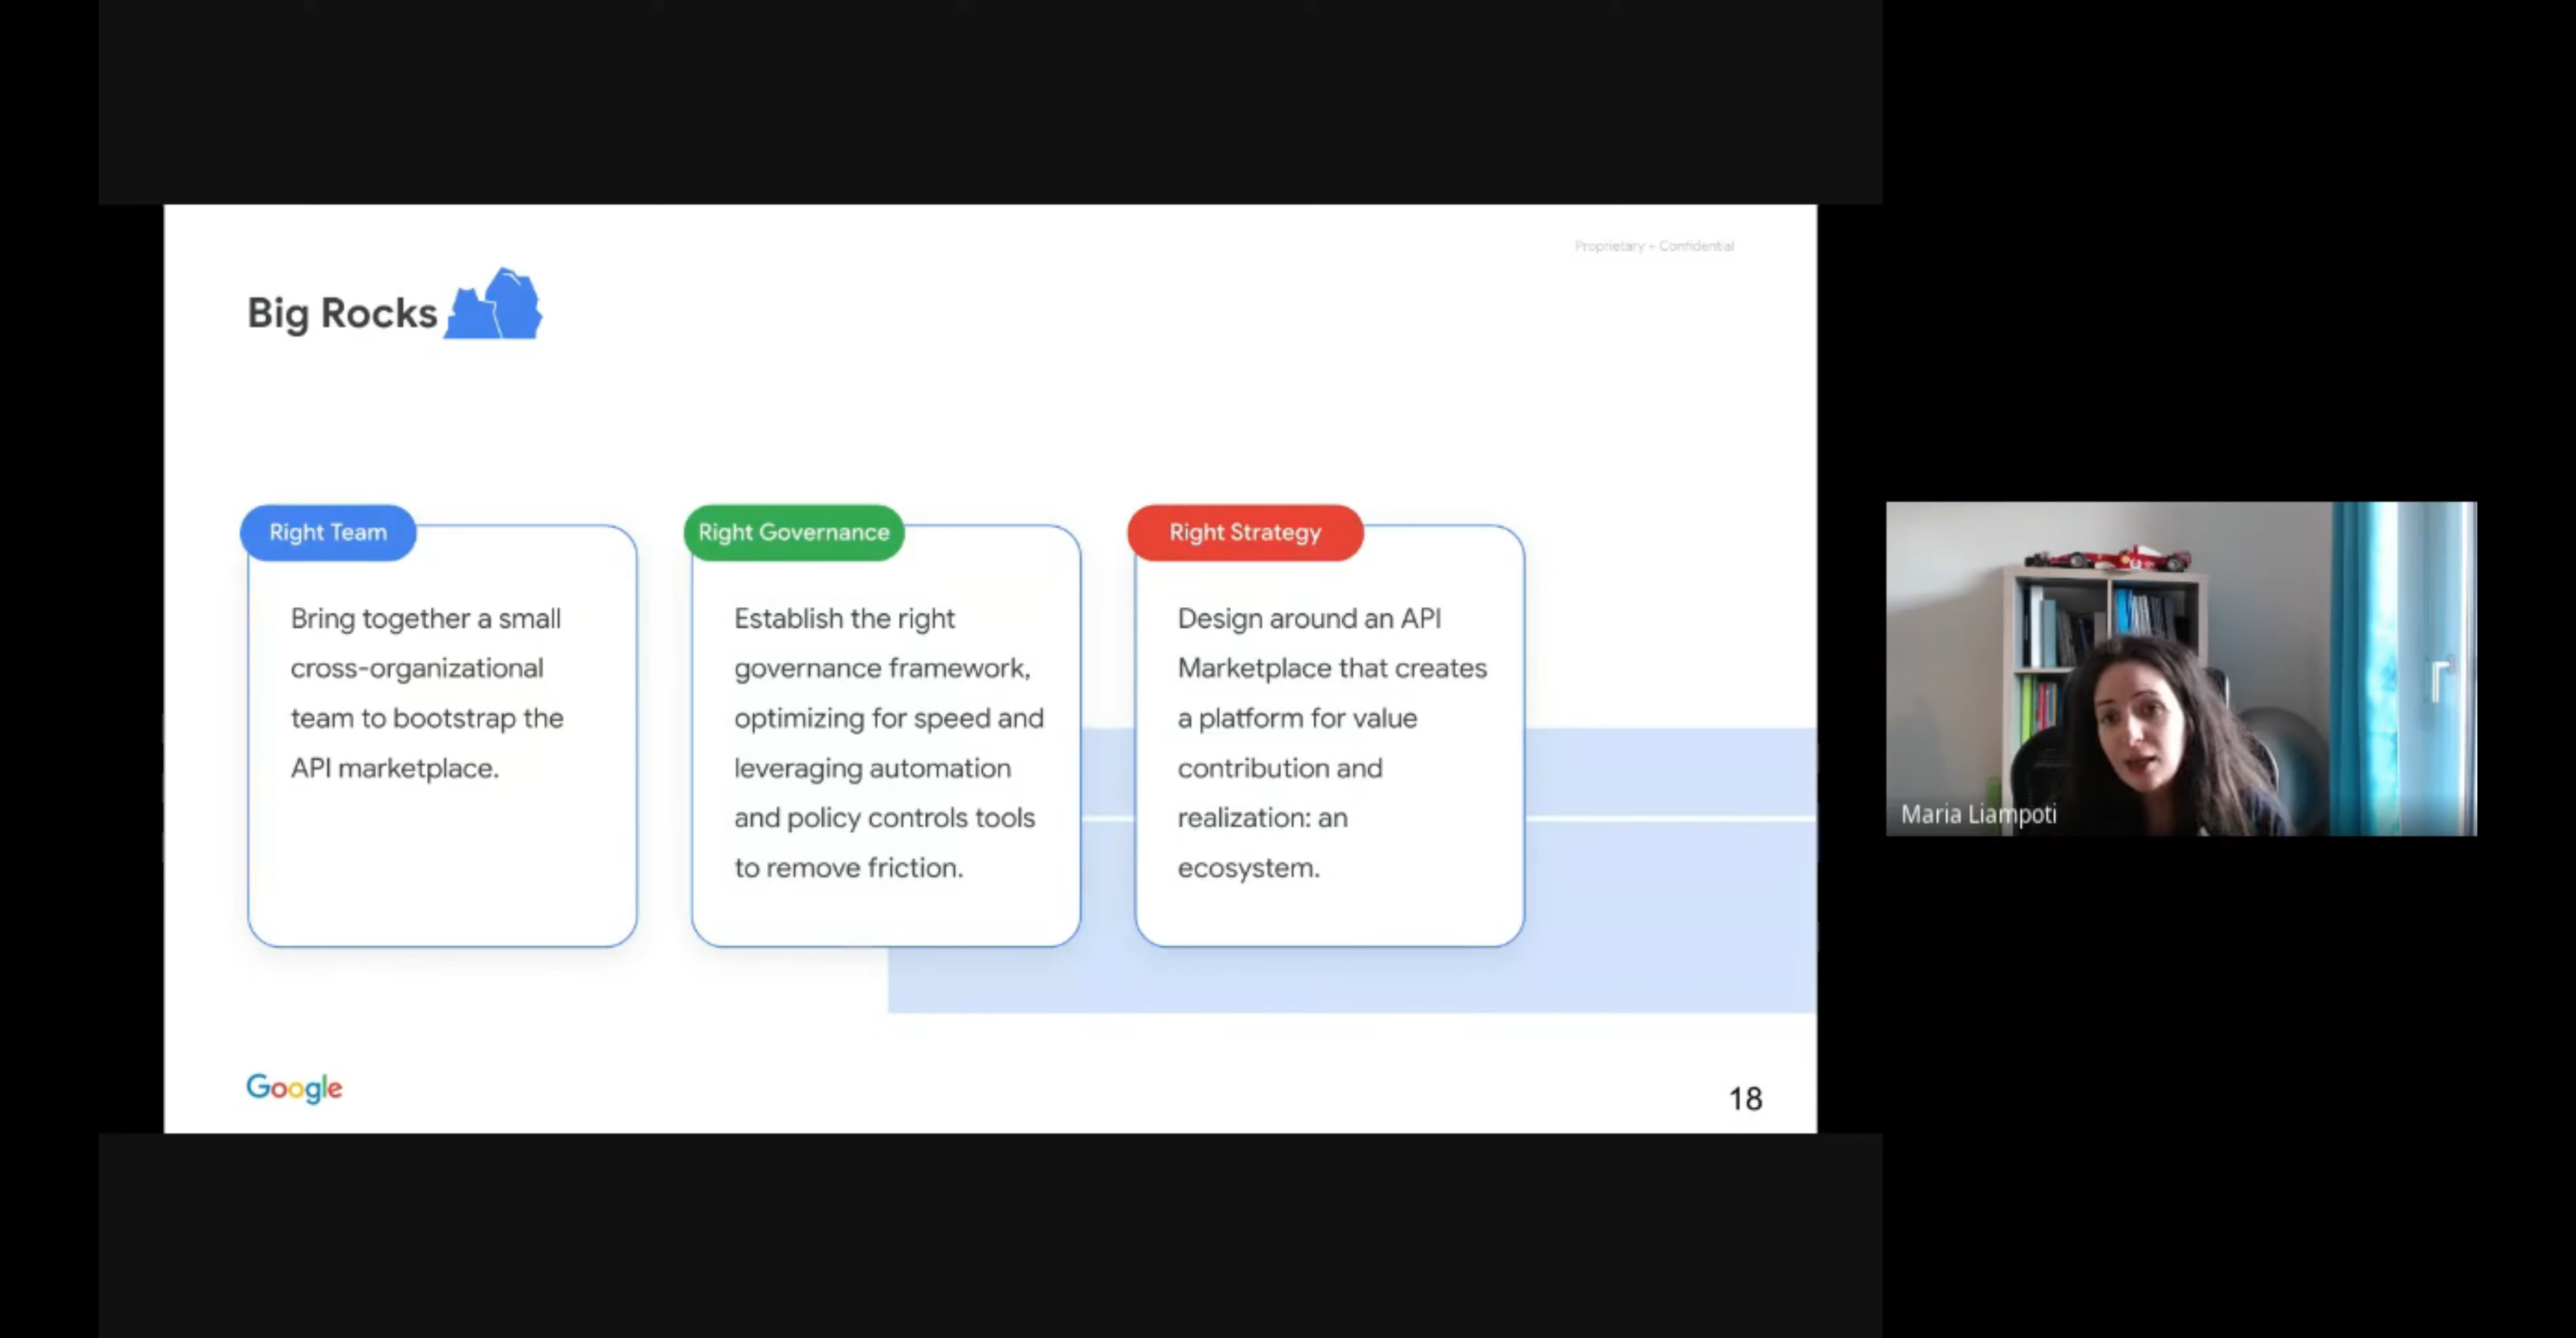 Proprietary + Confidential
Big Rocks
Right Team
Bring together a small
cross-organizational
team to bootstrap the
API marketplace.
Right Governance
Establish the right
governance framework,
optimizing for speed and
leveraging automation
and policy controls tools
to remove friction.
Right Strategy
Design around an API
Marketplace that creates
a platform for value
contribution and
realization: an
ecosystem.
Google
18
Maria Liampoti